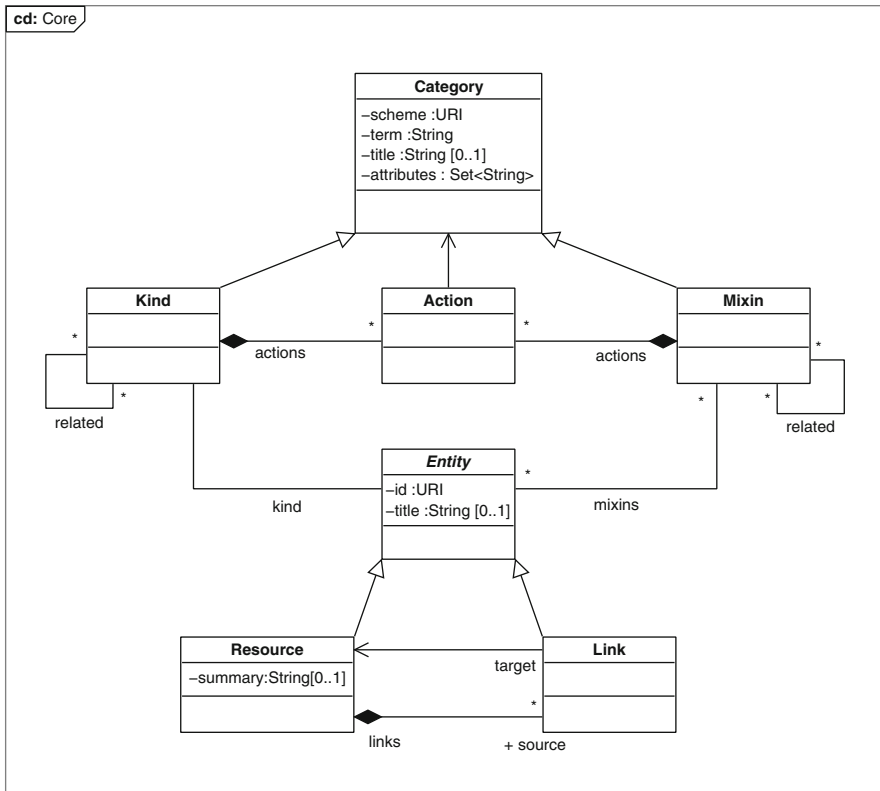 cd: Core
Category
–scheme :URI
–term :String
–title :String [0..1]
–attributes : Set<String>
Kind
Action
Mixin
*
*
*
*
actions
actions
*
*
related
*
*
related
Entity
–id :URI
–title :String [0..1]
*
kind
mixins
Resource
–summary:String[0..1]
Link
target
*
links
+ source